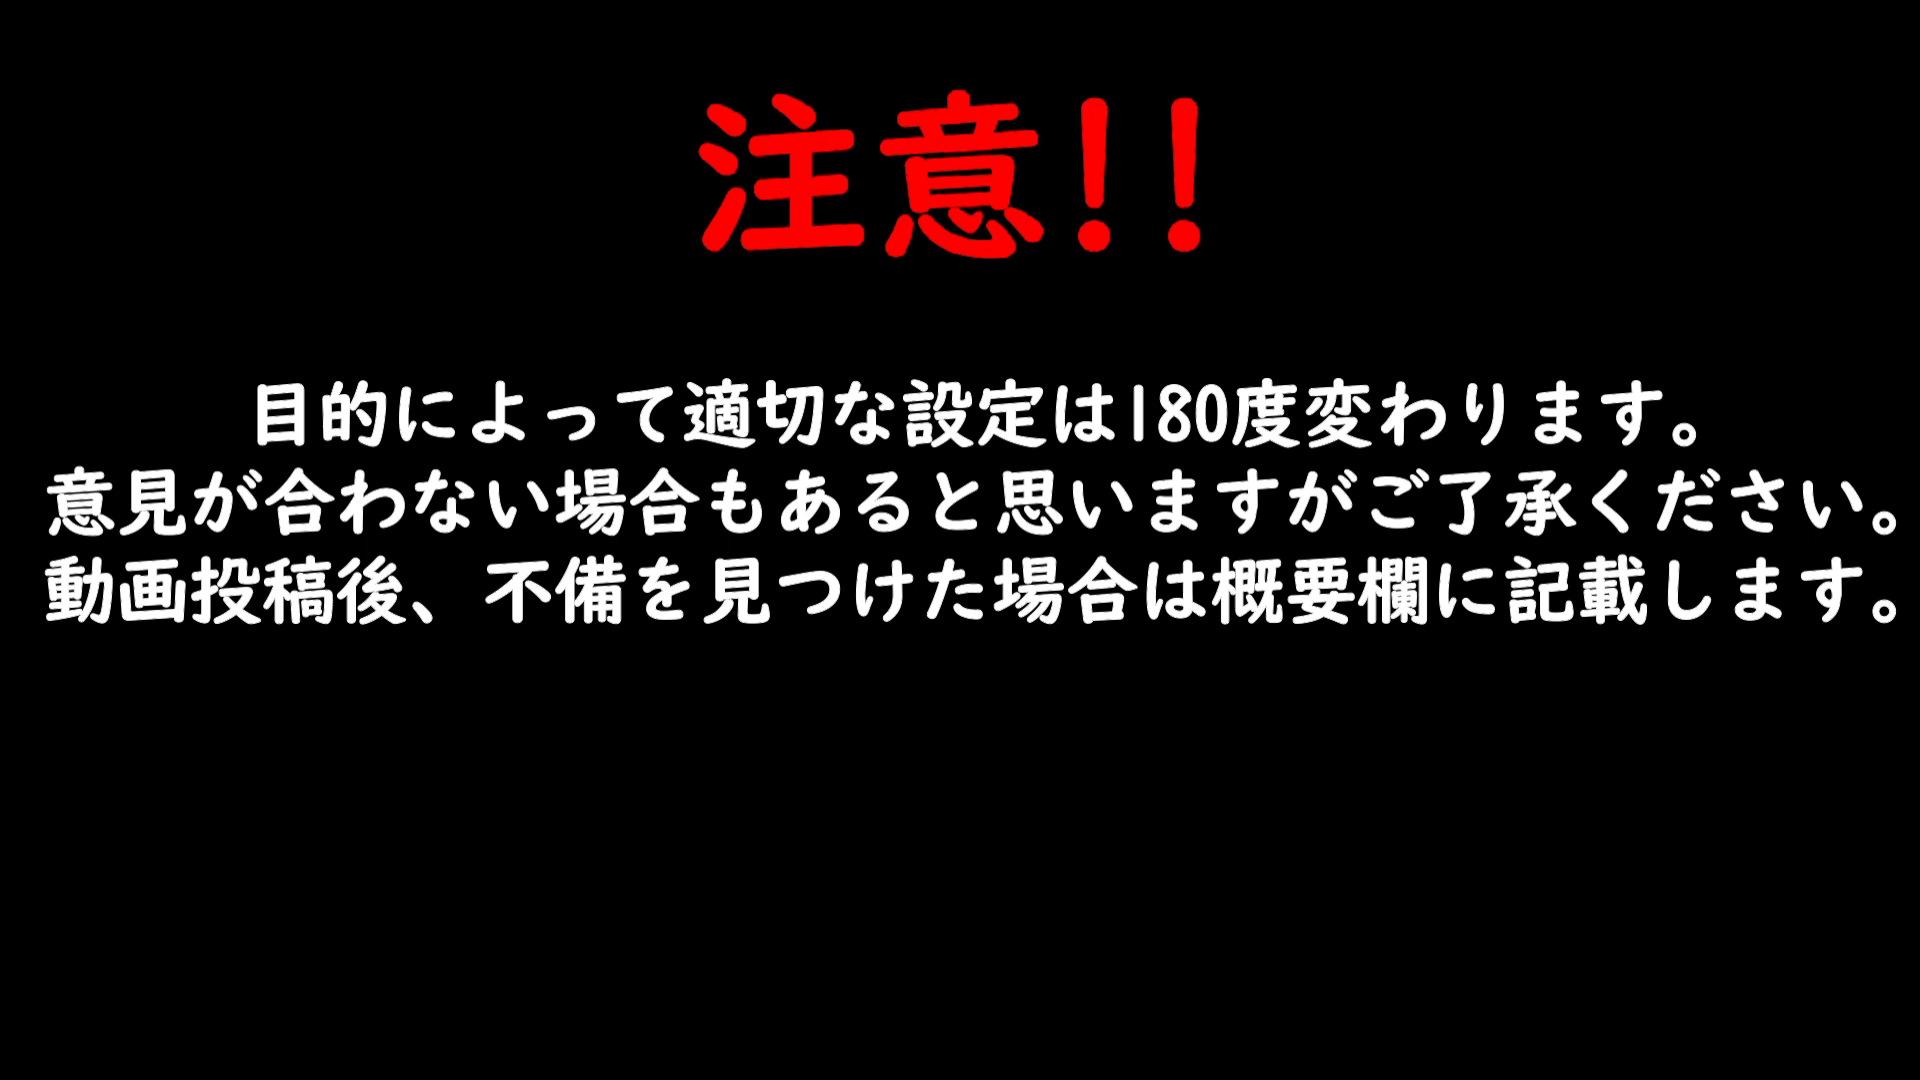 注意!!
目的によって適切な設定は180度変わります。
意見が合わない場合もあると思いますがご了承ください。
動画投稿後、不備を見つけた場合は概要欄に記載します。